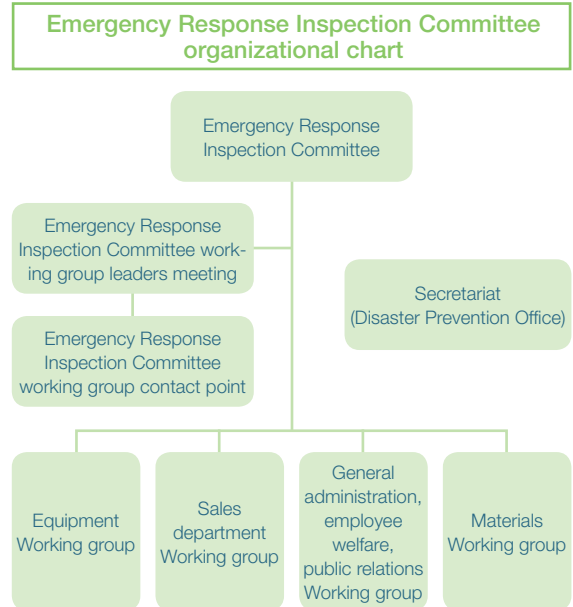 Emergency Response Inspection Committee
organizational chart
Emergency Response
Inspection Committee
Emergency Response
Inspection Committee work-
ing group leaders meeting
Secretariat
(Disaster Prevention Office)
Emergency Response
Inspection Committee
working group contact point
Equipment
Working group
Sales
department
Working group
General
administration,
employee
welfare,
public relations
Working group
Materials
Working group